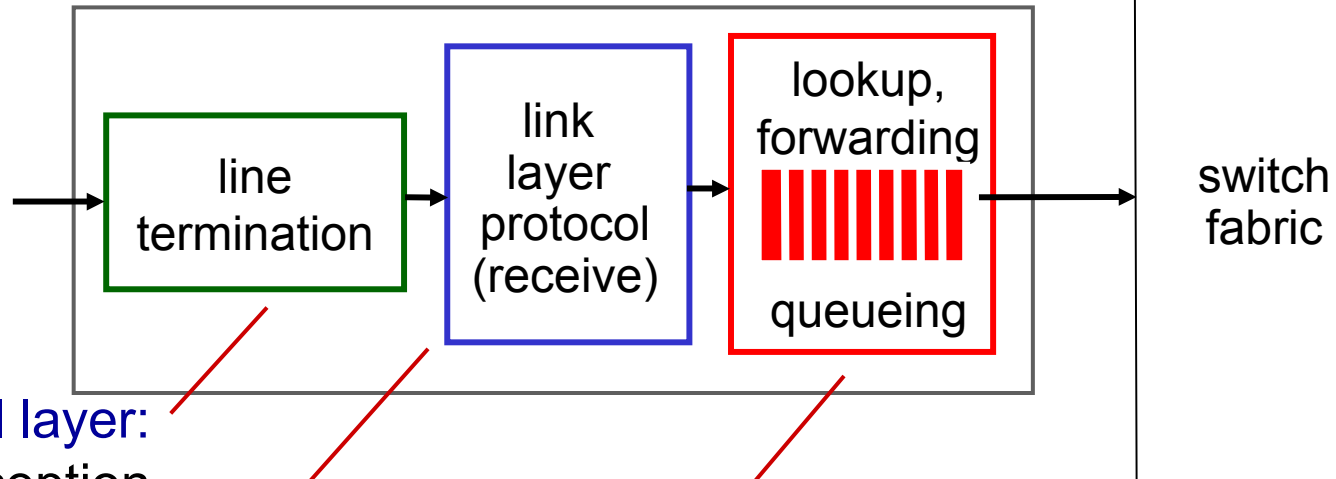 line
termination
link
layer
protocol
(receive)
lookup,
forwarding
queueing
switch
fabric
layer: